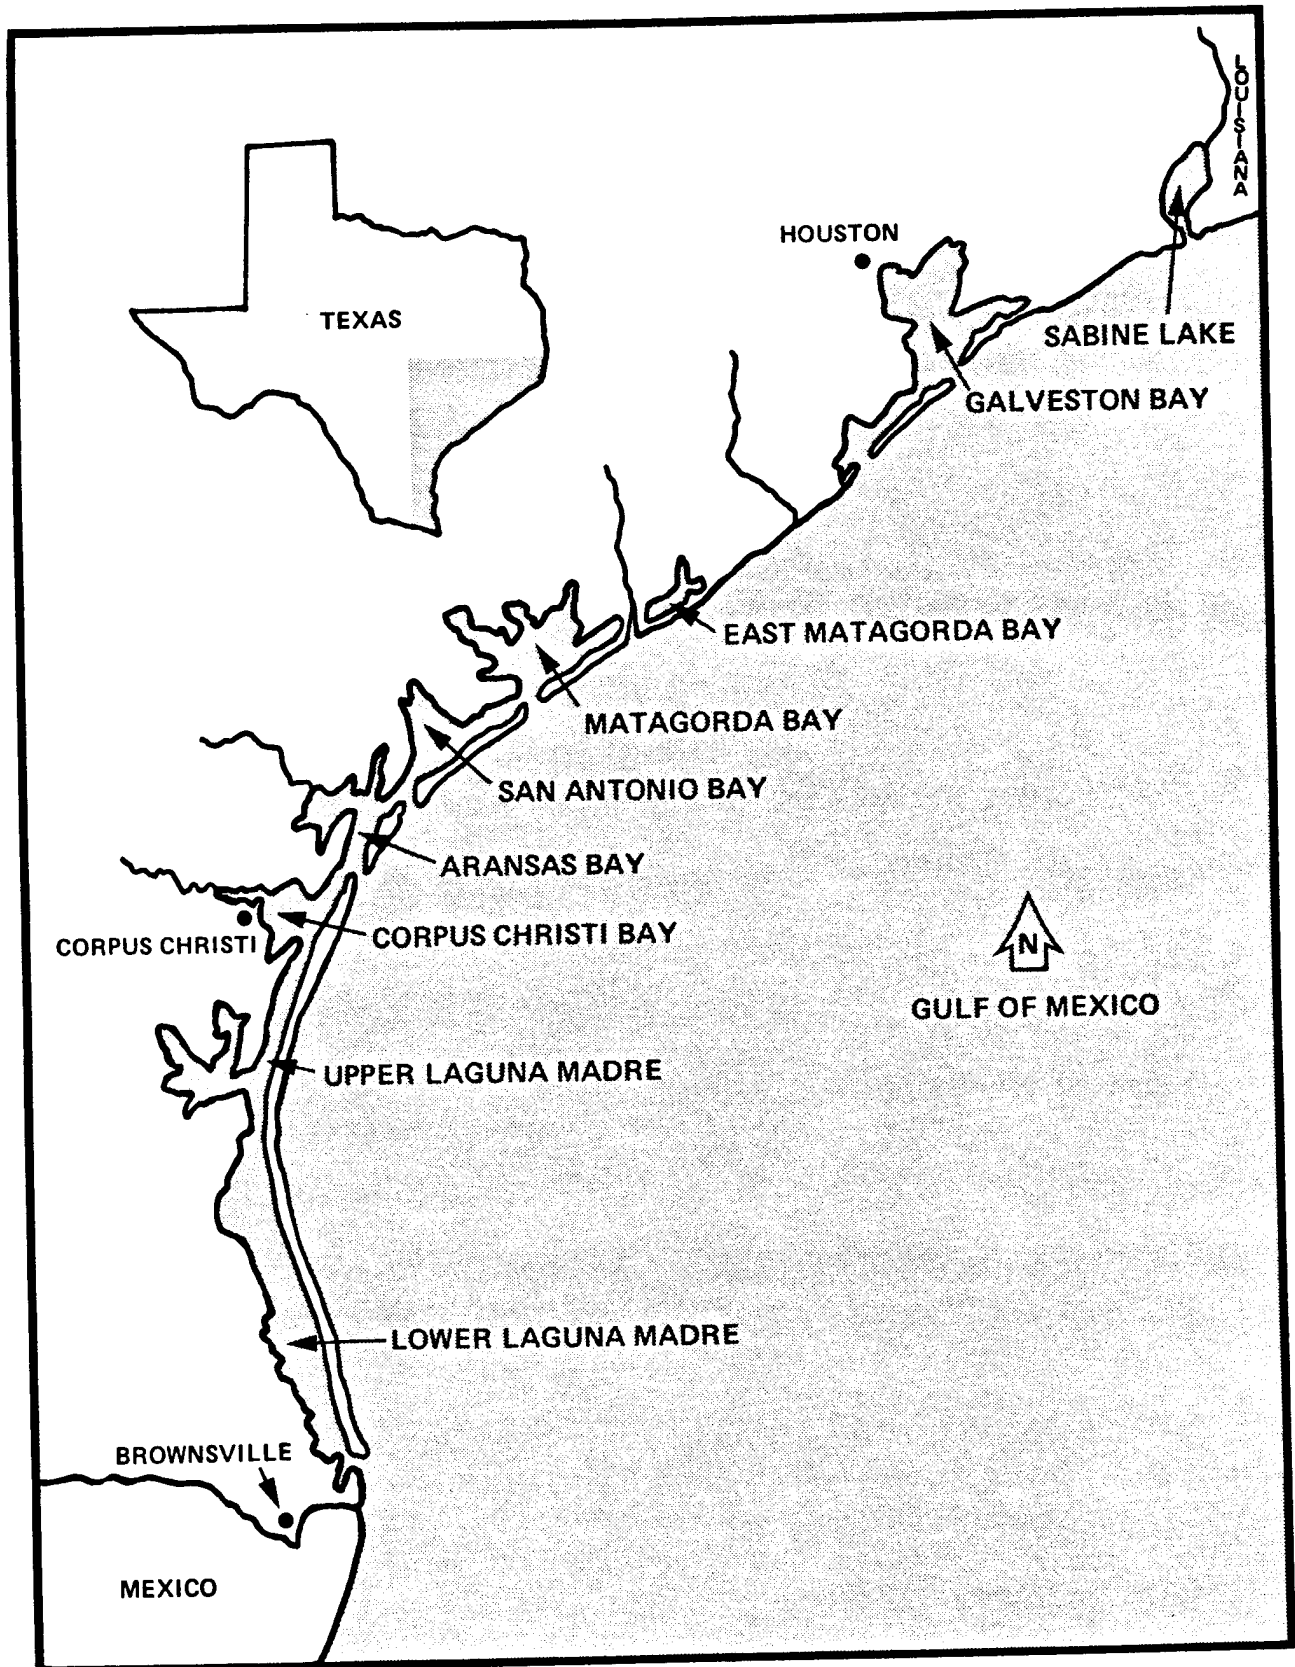 LOUISIANA
HOUSTON
TEXAS
SABINE LAKE
GALVESTON BAY
EAST MATAGORDA BAY
MATAGORDA BAY
SAN ANTONIO BAY
ARANSAS BAY
CORPUS CHRISTI BAY
CORPUS CHRISTI
N
GULF OF MEXICO
UPPER LAGUNA MADRE
LOWER LAGUNA MADRE
BROWNSVILLE
MEXICO